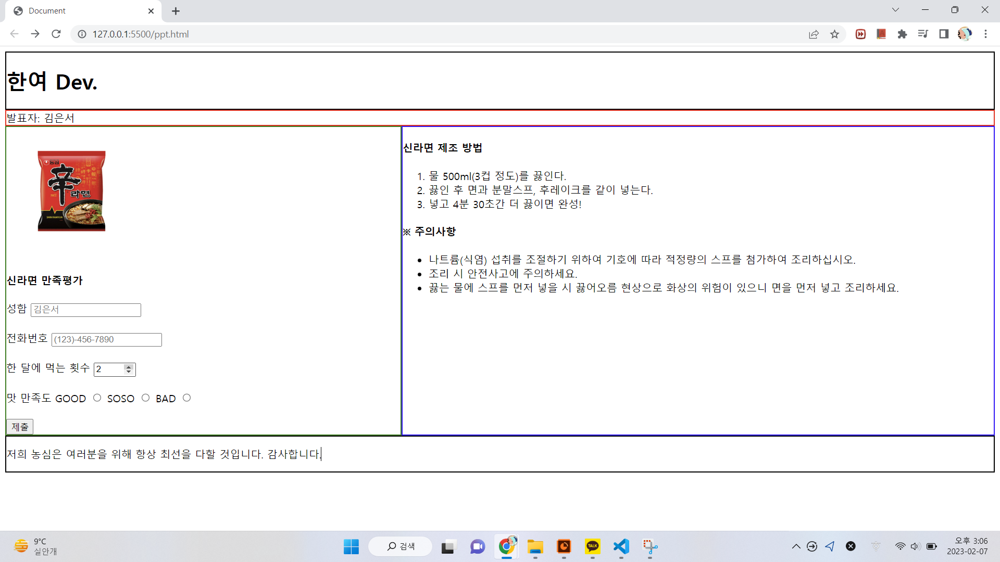 Document
127.0.0.1:5500/ppt.html
한여 Dev.
발표자: 김은서
농심
辛
라면
SHIN RAMYUN
신라면 만족평가
성함 김은서
전화번호 (123)-456-7890
한 달에 먹는 횟수 2
맛 만족도 GOOD SOSO BAD
제출
신라면 제조 방법
1. 물 500ml(3컵 정도)를 끓인다.
2. 끓인 후 면과 분말스프, 후레이크를 같이 넣는다.
3. 넣고 4분 30초간 더 끓이면 완성!
※ 주의사항
• 나트륨(식염) 섭취를 조절하기 위하여 기호에 따라 적정량의 스프를 첨가하여 조리하십시오.
• 조리 시 안전사고에 주의하세요.
• 끓는 물에 스프를 먼저 넣을 시 끓어오름 현상으로 화상의 위험이 있으니 면을 먼저 넣고 조리하세요.
저희 농심은 여러분을 위해 항상 최선을 다할 것입니다. 감사합니다.
9°C
실안개
검색
TALK
오후 3:06
2023-02-07